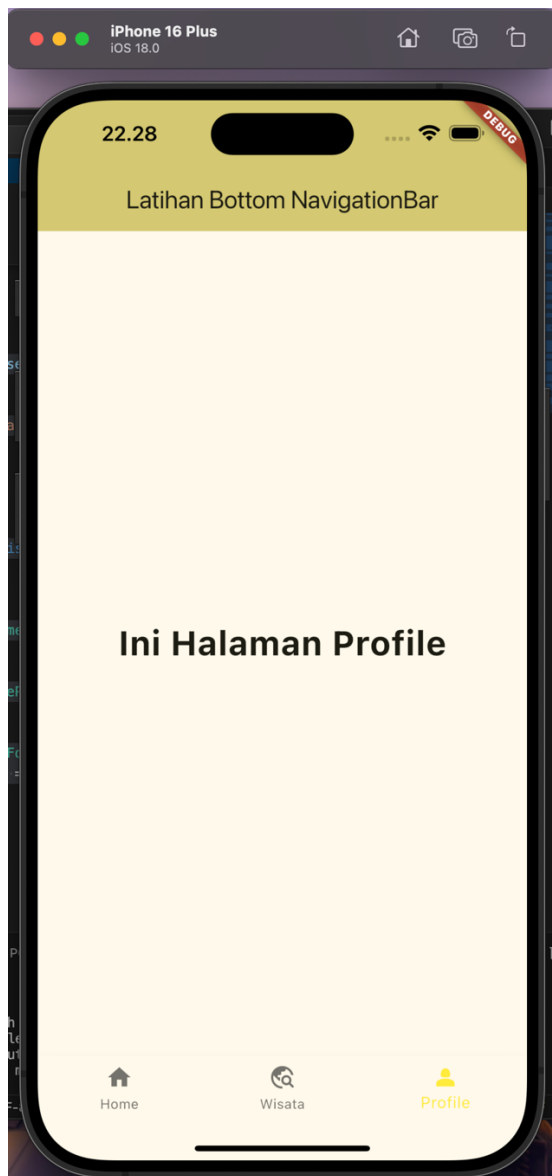 iPhone 16 Plus
iOS 18.0
22.28
DEBUG
Latihan Bottom NavigationBar
Ini Halaman Profile
Home
Wisata
Profile